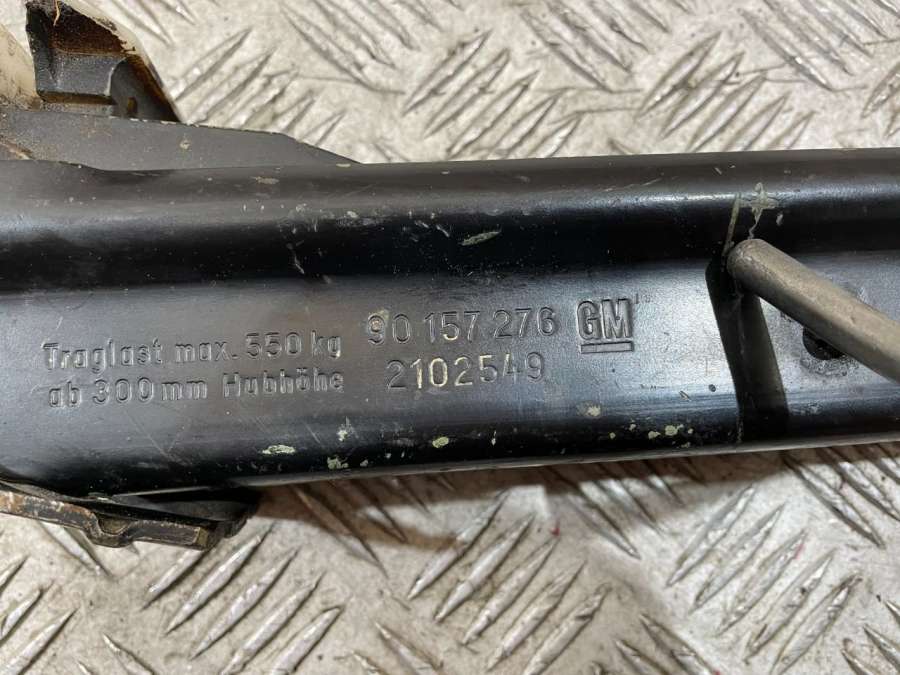 Traglast max. 550 kg 90 157 276 GM
ab 300 mm Hubhöhe 2102549